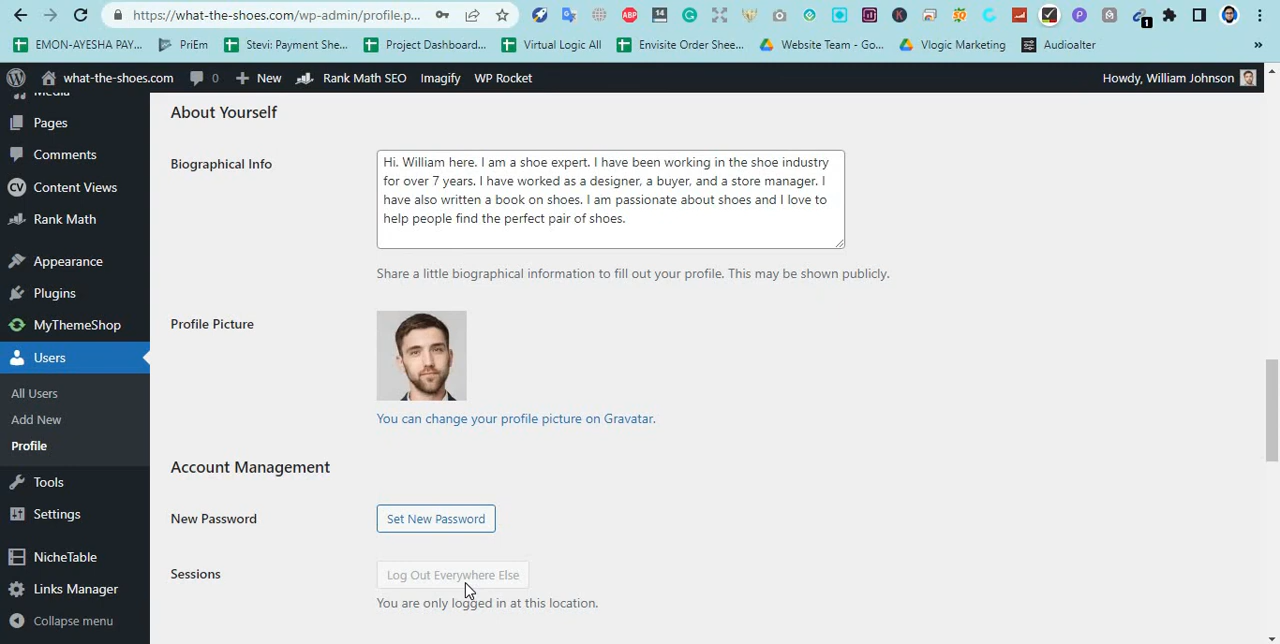 https://what-the-shoes.com/wp-admin/profile.p...
14
1
EMON-AYESHA PAY...
PriEm
Stevi: Payment She...
Project Dashboard...
Virtual Logic All
Envisite Order Shee...
Website Team - Go...
Vlogic Marketing
Audioalter
»
what-the-shoes.com
0
New
Rank Math SEO
Imagify
WP Rocket
Howdy, William Johnson
Media
Pages
Comments
Content Views
Rank Math
Appearance
Plugins
MyThemeShop
Users
All Users
Add New
Profile
Tools
Settings
NicheTable
Links Manager
Collapse menu
About Yourself
Biographical Info
Hi. William here. I am a shoe expert. I have been working in the shoe industry
for over 7 years. I have worked as a designer, a buyer, and a store manager. I
have also written a book on shoes. I am passionate about shoes and I love to
help people find the perfect pair of shoes.
Share a little biographical information to fill out your profile. This may be shown publicly.
Profile Picture
You can change your profile picture on Gravatar.
Account Management
New Password
Set New Password
Sessions
Log Out Everywhere Else
You are only logged in at this location.